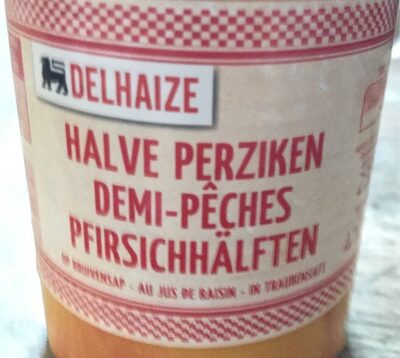 DELHAIZE
HALVE PERZIKEN
DEMI-PÊCHES
PFIRSICHHÄLFTEN
OP DRUIVENSAP - AU JUS DE RAISIN - IN TRAUBENSAFT